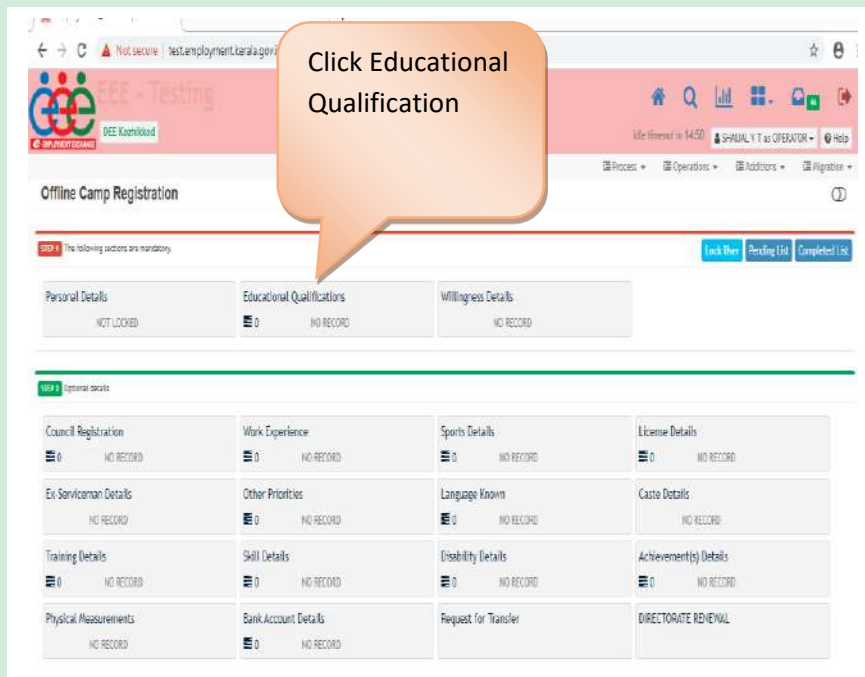 Click Educational
Qualification
Not secure | test.employment.kerala.gov.i
EEE - Testing
DEE Kozhikkod
e-EMPLOYMENT EXCHANGE
Idle timeout in 14:50 SHAIJAL Y T as OPERATOR Help
Process Operations Additions Migration
Offline Camp Registration
STEP 1 The following sections are mandatory.
Lock User Pending List Completed List
Personal Details Educational Qualifications Willingness Details
NOT LOCKED 0 NO RECORD NO RECORD
Optional details
Council Registration Work Experience Sports Details License Details
0 NO RECORD 0 NO RECORD 0 NO RECORD 0 NO RECORD
Ex-Serviceman Details Other Priorities Language Known Caste Details
NO RECORD 0 NO RECORD 0 NO RECORD NO RECORD
Training Details Skill Details Disability Details Achievement(s) Details
0 NO RECORD 0 NO RECORD 0 NO RECORD 0 NO RECORD
Physical Measurements Bank Account Details Request for Transfer DIRECTORATE RENEWAL
NO RECORD 0 NO RECORD